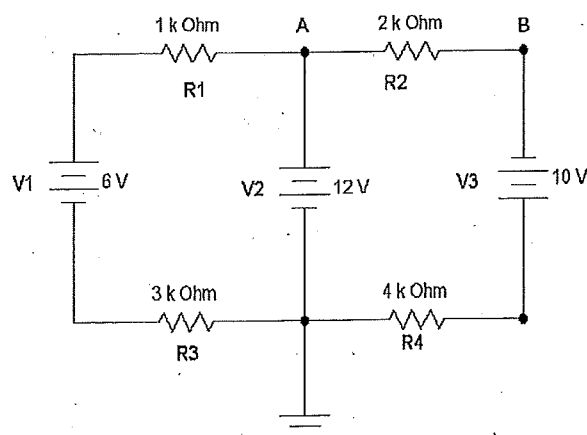 1 k Ohm
A
2 k Ohm
B
R1
R2
V1
6 V
V2
12 V
V3
10 V
3 k Ohm
4 k Ohm
R3
R4